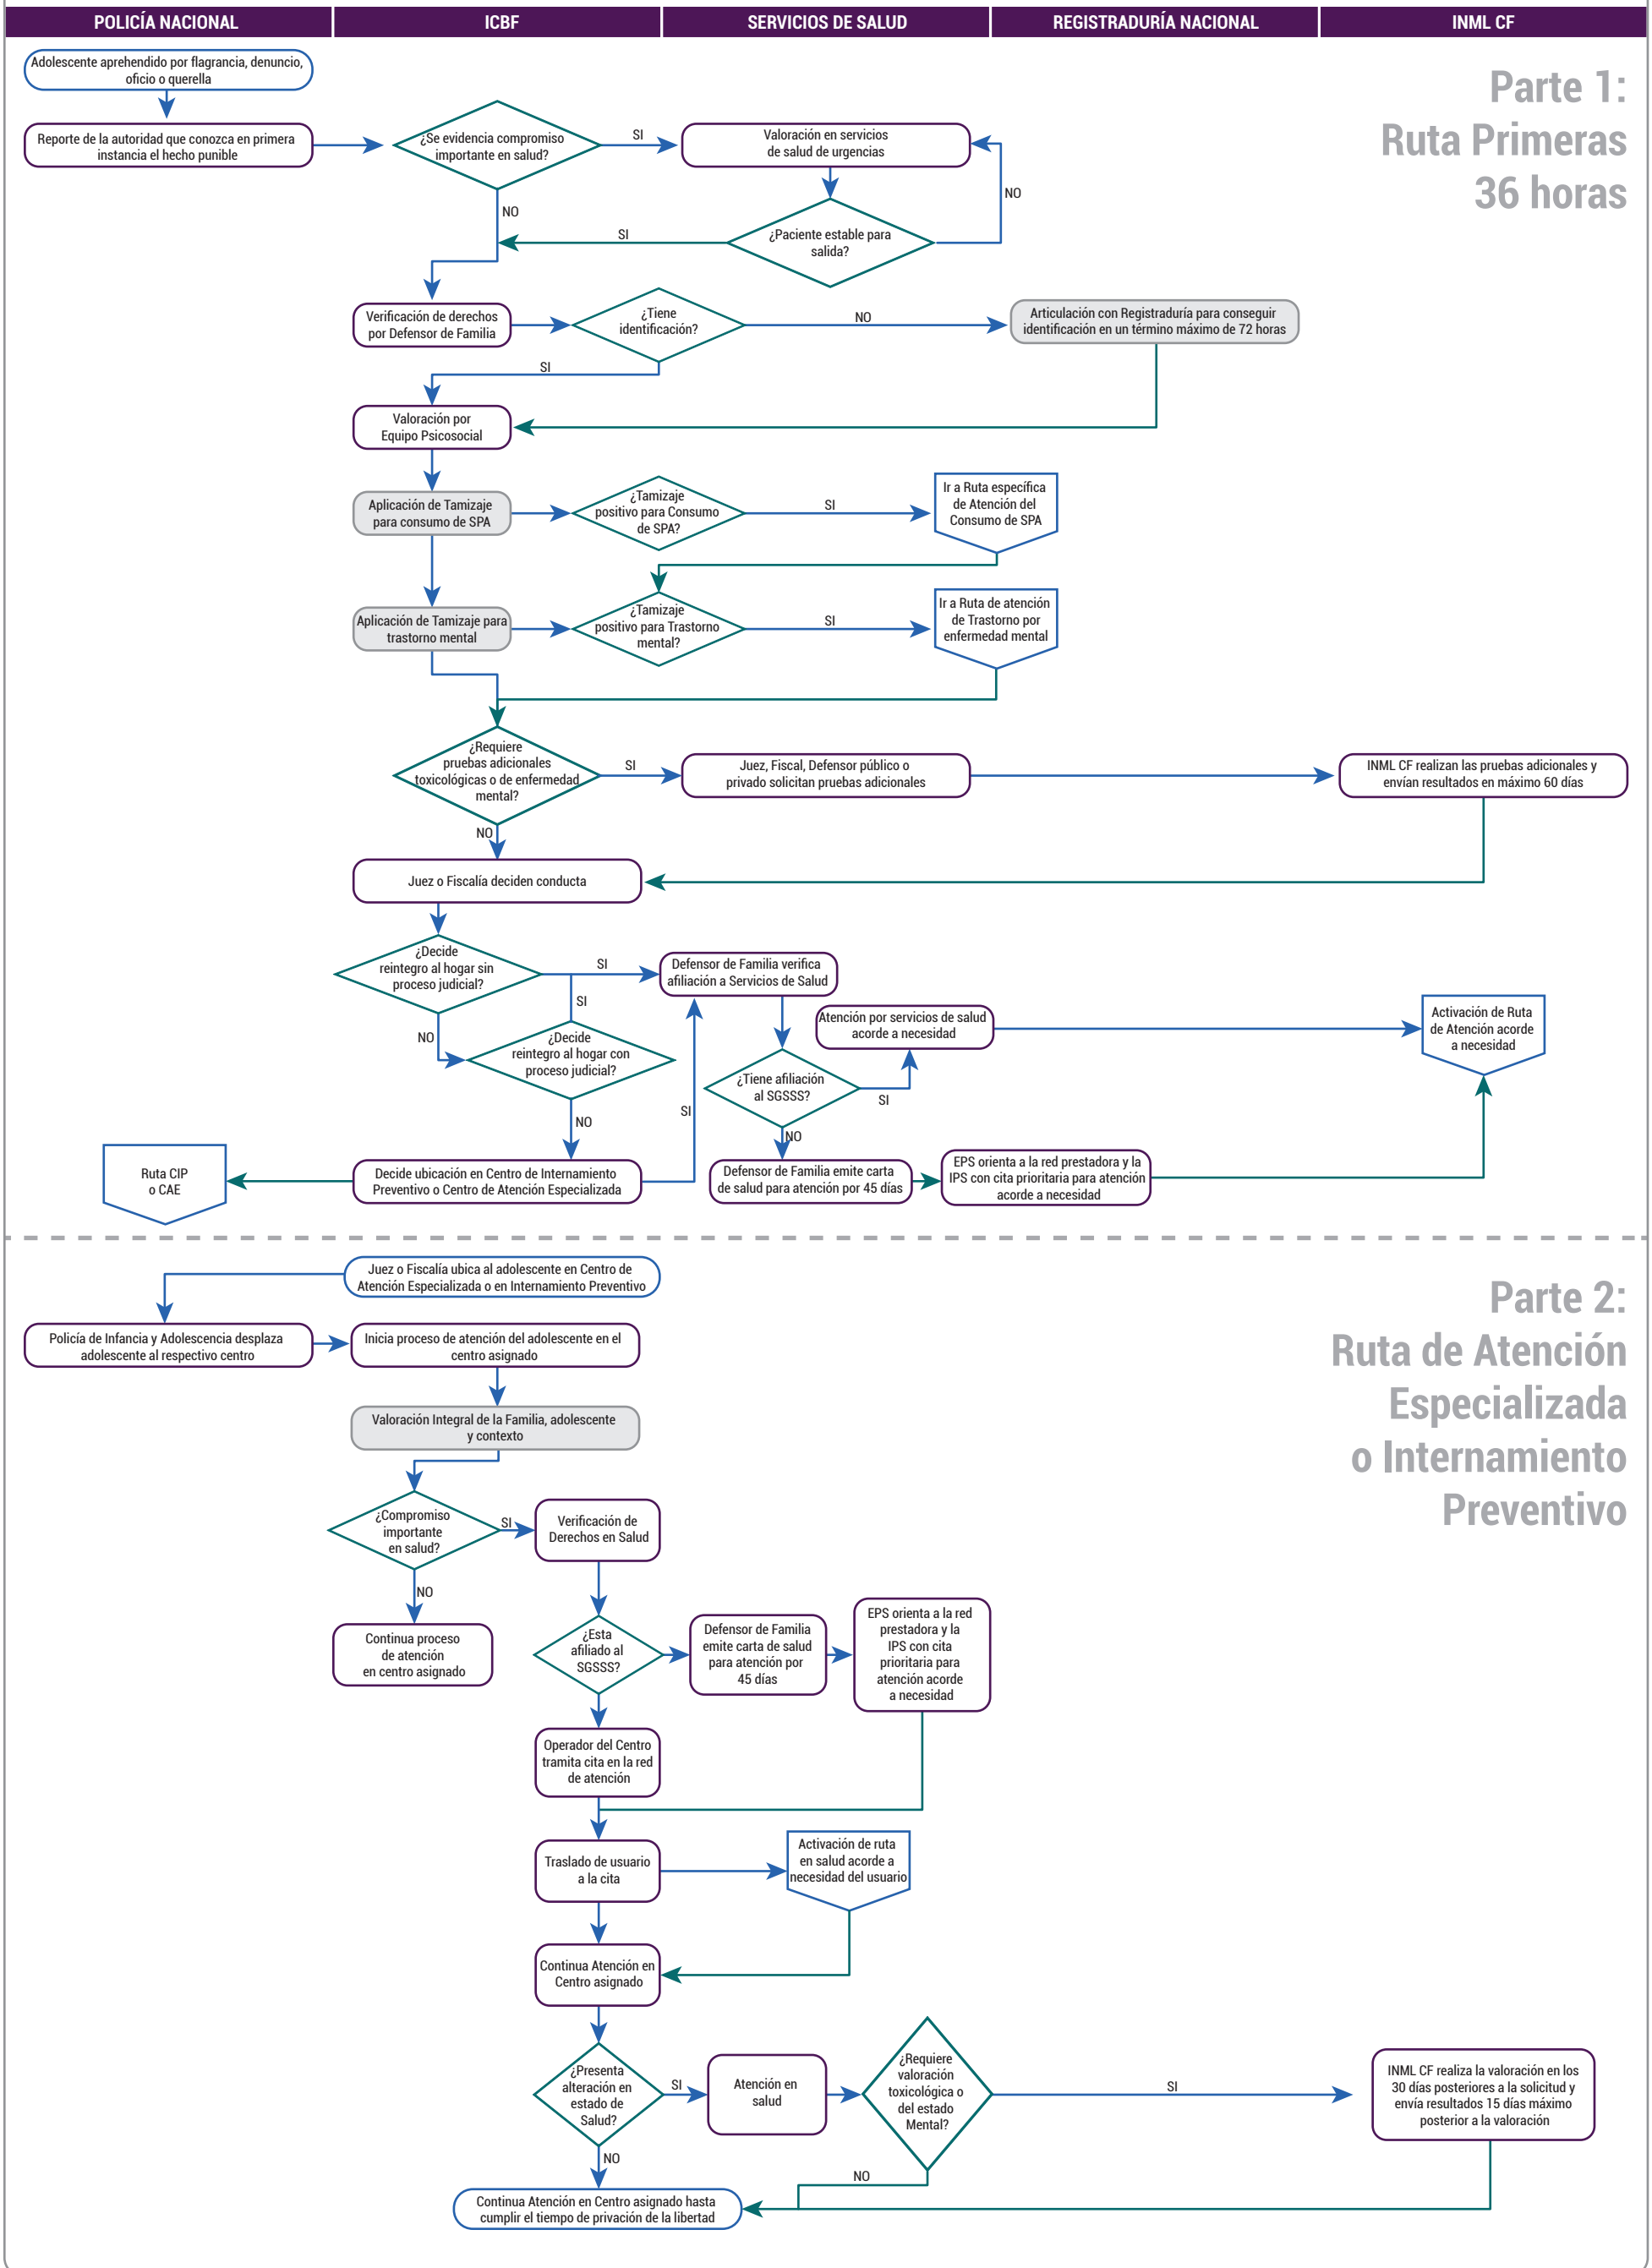 POLICÍA NACIONAL
ICBF
SERVICIOS DE SALUD
REGISTRADURÍA NACIONAL
INML CF
Parte 1:
Ruta Primeras
36 horas
Adolescente aprehendido por flagrancia, denuncio,
oficio o querella
Reporte de la autoridad que conozca en primera
instancia el hecho punible
¿Se evidencia compromiso
importante en salud?
SI
Valoración en servicios
de salud de urgencias
NO
NO
¿Paciente estable para
salida?
SI
Verificación de derechos
por Defensor de Familia
¿Tiene
identificación?
NO
Articulación con Registraduría para conseguir
identificación en un término máximo de 72 horas
SI
Valoración por
Equipo Psicosocial
Aplicación de Tamizaje
para consumo de SPA
¿Tamizaje
positivo para Consumo
de SPA?
SI
Ir a Ruta específica
de Atención del
Consumo de SPA
Aplicación de Tamizaje para
trastorno mental
¿Tamizaje
positivo para Trastorno
mental?
SI
Ir a Ruta de atención
de Trastorno por
enfermedad mental
¿Requiere
pruebas adicionales
toxicológicas o de enfermedad
mental?
SI
Juez, Fiscal, Defensor público o
privado solicitan pruebas adicionales
INML CF realizan las pruebas adicionales y
envían resultados en máximo 60 días
NO
Juez o Fiscalía deciden conducta
¿Decide
reintegro al hogar sin
proceso judicial?
SI
Defensor de Familia verifica
afiliación a Servicios de Salud
SI
NO
¿Decide
reintegro al hogar con
proceso judicial?
Atención por servicios de salud
acorde a necesidad
Activación de Ruta
de Atención acorde
a necesidad
¿Tiene afiliación
al SGSSS?
SI
SI
NO
NO
Ruta CIP
o CAE
Decide ubicación en Centro de Internamiento
Preventivo o Centro de Atención Especializada
Defensor de Familia emite carta
de salud para atención por 45 días
EPS orienta a la red prestadora y la
IPS con cita prioritaria para atención
acorde a necesidad
Parte 2:
Ruta de Atención
Especializada
o Internamiento
Preventivo
Juez o Fiscalía ubica al adolescente en Centro de
Atención Especializada o en Internamiento Preventivo
Policía de Infancia y Adolescencia desplaza
adolescente al respectivo centro
Inicia proceso de atención del adolescente en el
centro asignado
Valoración Integral de la Familia, adolescente
y contexto
¿Compromiso
importante
en salud?
SI
Verificación de
Derechos en Salud
NO
Continua proceso
de atención
en centro asignado
¿Esta
afiliado al
SGSSS?
Defensor de Familia
emite carta de salud
para atención por
45 días
EPS orienta a la red
prestadora y la
IPS con cita
prioritaria para
atención acorde
a necesidad
Operador del Centro
tramita cita en la red
de atención
Traslado de usuario
a la cita
Activación de ruta
en salud acorde a
necesidad del usuario
Continua Atención en
Centro asignado
¿Presenta
alteración en
estado de
Salud?
SI
Atención en
salud
¿Requiere
valoración
toxicológica o
del estado
Mental?
SI
INML CF realiza la valoración en los
30 días posteriores a la solicitud y
envía resultados 15 días máximo
posterior a la valoración
NO
NO
Continua Atención en Centro asignado hasta
cumplir el tiempo de privación de la libertad